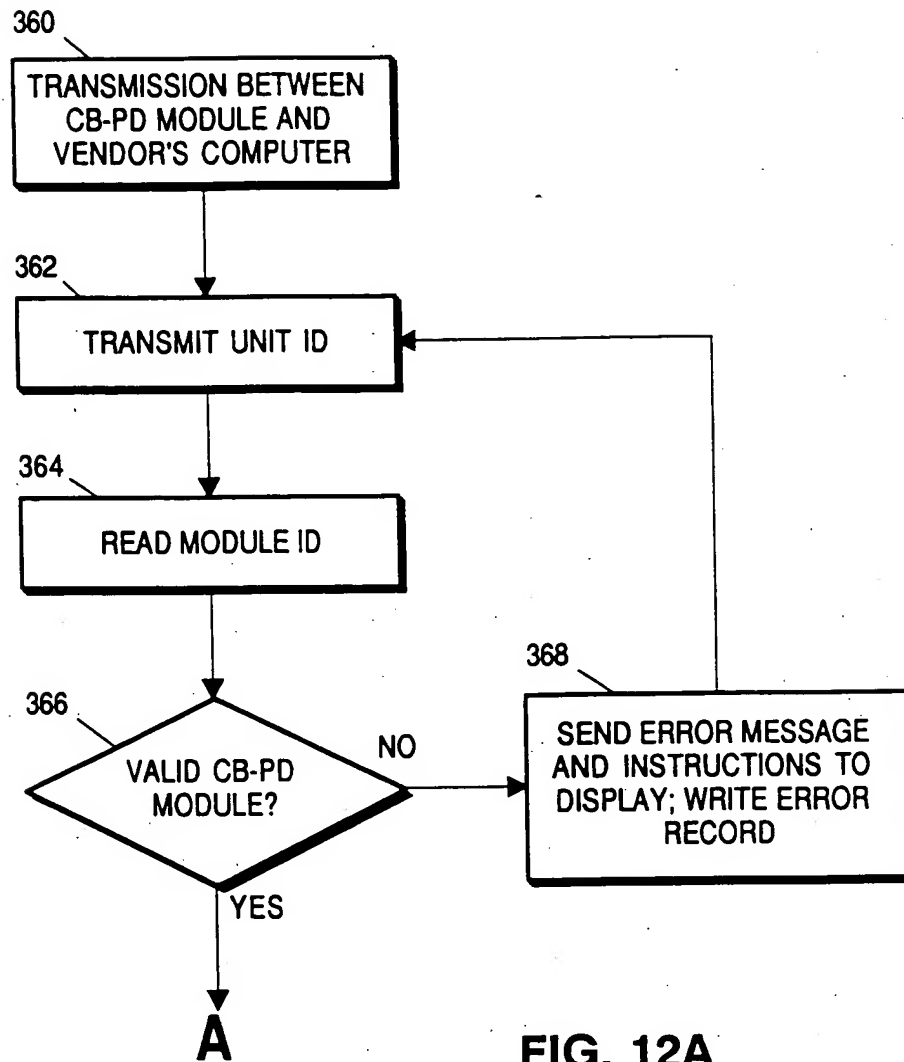 360
TRANSMISSION BETWEEN
CB-PD MODULE AND
VENDOR'S COMPUTER
362
TRANSMIT UNIT ID
364
READ MODULE ID
366
VALID CB-PD
MODULE?
NO
368
SEND ERROR MESSAGE
AND INSTRUCTIONS TO
DISPLAY; WRITE ERROR
RECORD
YES
A
FIG. 12A